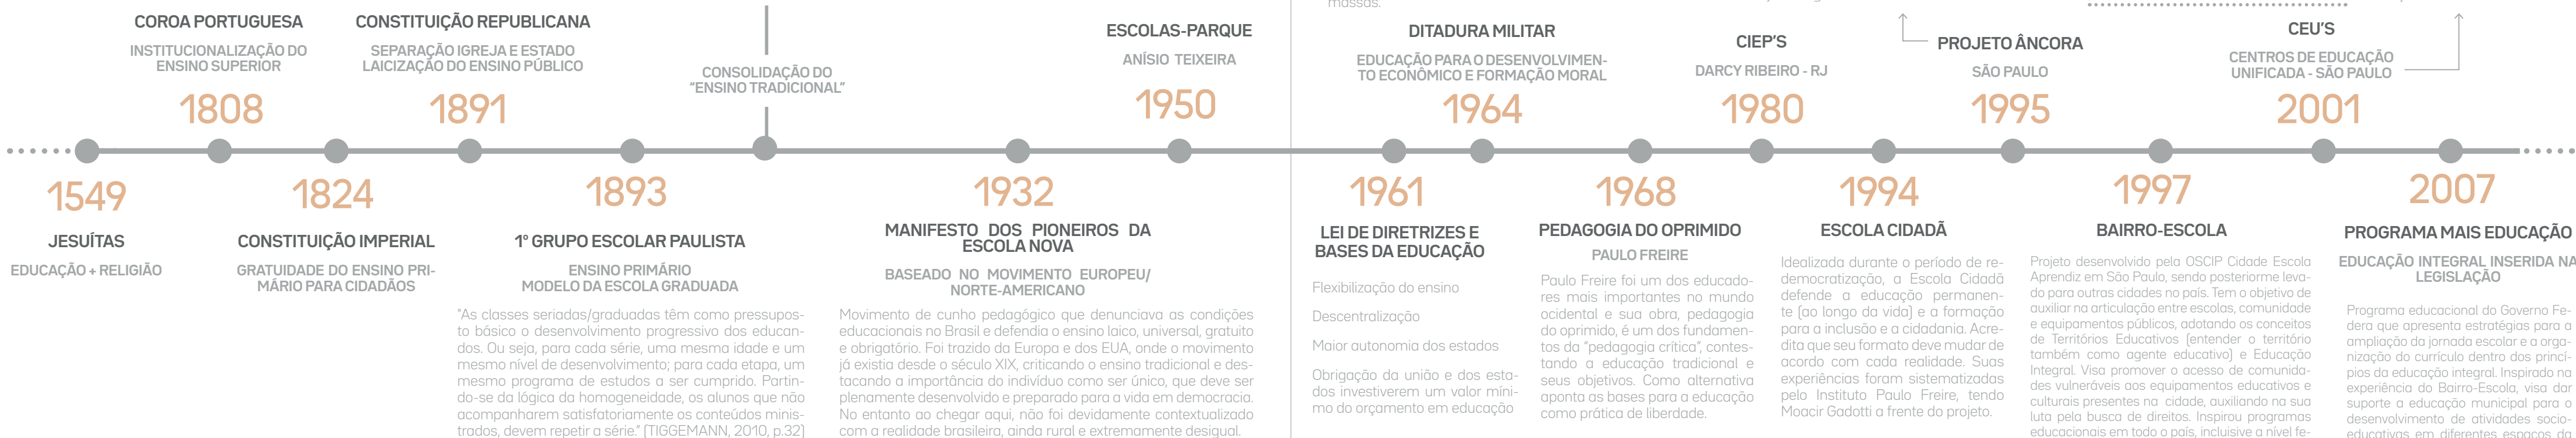 massas.
COROA PORTUGUESA
INSTITUCIONALIZAÇÃO DO
ENSINO SUPERIOR
1808
CONSTITUIÇÃO REPUBLICANA
SEPARAÇÃO IGREJA E ESTADO
LAICIZAÇÃO DO ENSINO PÚBLICO
1891
CONSOLIDAÇÃO DO
"ENSINO TRADICIONAL"
ESCOLAS-PARQUE
ANÍSIO TEIXEIRA
1950
DITADURA MILITAR
EDUCAÇÃO PARA O DESENVOLVIMEN-
TO ECONÔMICO E FORMAÇÃO MORAL
1964
CIEP'S
DARCY RIBEIRO - RJ
1980
PROJETO ÂNCORA
SÃO PAULO
1995
CEU'S
CENTROS DE EDUCAÇÃO
UNIFICADA - SÃO PAULO
2001
1549
JESUÍTAS
EDUCAÇÃO + RELIGIÃO
1824
CONSTITUIÇÃO IMPERIAL
GRATUIDADE DO ENSINO PRI-
MÁRIO PARA CIDADÃOS
1893
1º GRUPO ESCOLAR PAULISTA
ENSINO PRIMÁRIO
MODELO DA ESCOLA GRADUADA
"As classes seriadas/graduadas têm como pressupos-
to básico o desenvolvimento progressivo dos educan-
dos. Ou seja, para cada série, uma mesma idade e um
mesmo nível de desenvolvimento; para cada etapa, um
mesmo programa de estudos a ser cumprido. Partin-
do-se da lógica da homogeneidade, os alunos que não
acompanharem satisfatoriamente os conteúdos minis-
trados, devem repetir a série." (TIGGEMANN, 2010, p.32)
1932
MANIFESTO DOS PIONEIROS DA
ESCOLA NOVA
BASEADO NO MOVIMENTO EUROPEU/
NORTE-AMERICANO
Movimento de cunho pedagógico que denunciava as condições
educacionais no Brasil e defendia o ensino laico, universal, gratuito
e obrigatório. Foi trazido da Europa e dos EUA, onde o movimento
já existia desde o século XIX, criticando o ensino tradicional e des-
tacando a importância do indivíduo como ser único, que deve ser
plenamente desenvolvido e preparado para a vida em democracia.
No entanto ao chegar aqui, não foi devidamente contextualizado
com a realidade brasileira, ainda rural e extremamente desigual.
1961
LEI DE DIRETRIZES E
BASES DA EDUCAÇÃO
Flexibilização do ensino
Descentralização
Maior autonomia dos estados
Obrigação da união e dos esta-
dos investirerem um valor míni-
mo do orçamento em educação
1968
PEDAGOGIA DO OPRIMIDO
PAULO FREIRE
Paulo Freire foi um dos educado-
res mais importantes no mundo
ocidental e sua obra, pedagogia
do oprimido, é um dos fundamen-
tos da "pedagogia crítica", contes-
tando a educação tradicional e
seus objetivos. Como alternativa
aponta as bases para a educação
como prática de liberdade.
1994
ESCOLA CIDADÃ
Idealizada durante o período de re-
democratização, a Escola Cidadã
defende a educação permanen-
te (ao longo da vida) e a formação
para a inclusão e a cidadania. Acre-
dita que seu formato deve mudar de
acordo com cada realidade. Suas
experiências foram sistematizadas
pelo Instituto Paulo Freire, tendo
Moacir Gadotti a frente do projeto.
1997
BAIRRO-ESCOLA
Projeto desenvolvido pela OSCIP Cidade Escola
Aprendiz em São Paulo, sendo posteriorme leva-
do para outras cidades no país. Tem o objetivo de
auxiliar na articulação entre escolas, comunidade
e equipamentos públicos, adotando os conceitos
de Territórios Educativos (entender o território
também como agente educativo) e Educação
Integral. Visa promover o acesso de comunida-
des vulneráveis aos equipamentos educativos e
culturais presentes na cidade, auxiliando na sua
luta pela busca de direitos. Inspirou programas
educacionais em todo o país, incluisive a nível fe-
2007
PROGRAMA MAIS EDUCAÇÃO
EDUCAÇÃO INTEGRAL INSERIDA NA
LEGISLAÇÃO
Programa educacional do Governo Fe-
dera que apresenta estratégias para a
ampliação da jornada escolar e a orga-
nização do currículo dentro dos princí-
pios da educação integral. Inspirado na
experiência do Bairro-Escola, visa dar
suporte a educação municipal para o
desenvolvimento de atividades socio-
educativas em diferentes espaços da